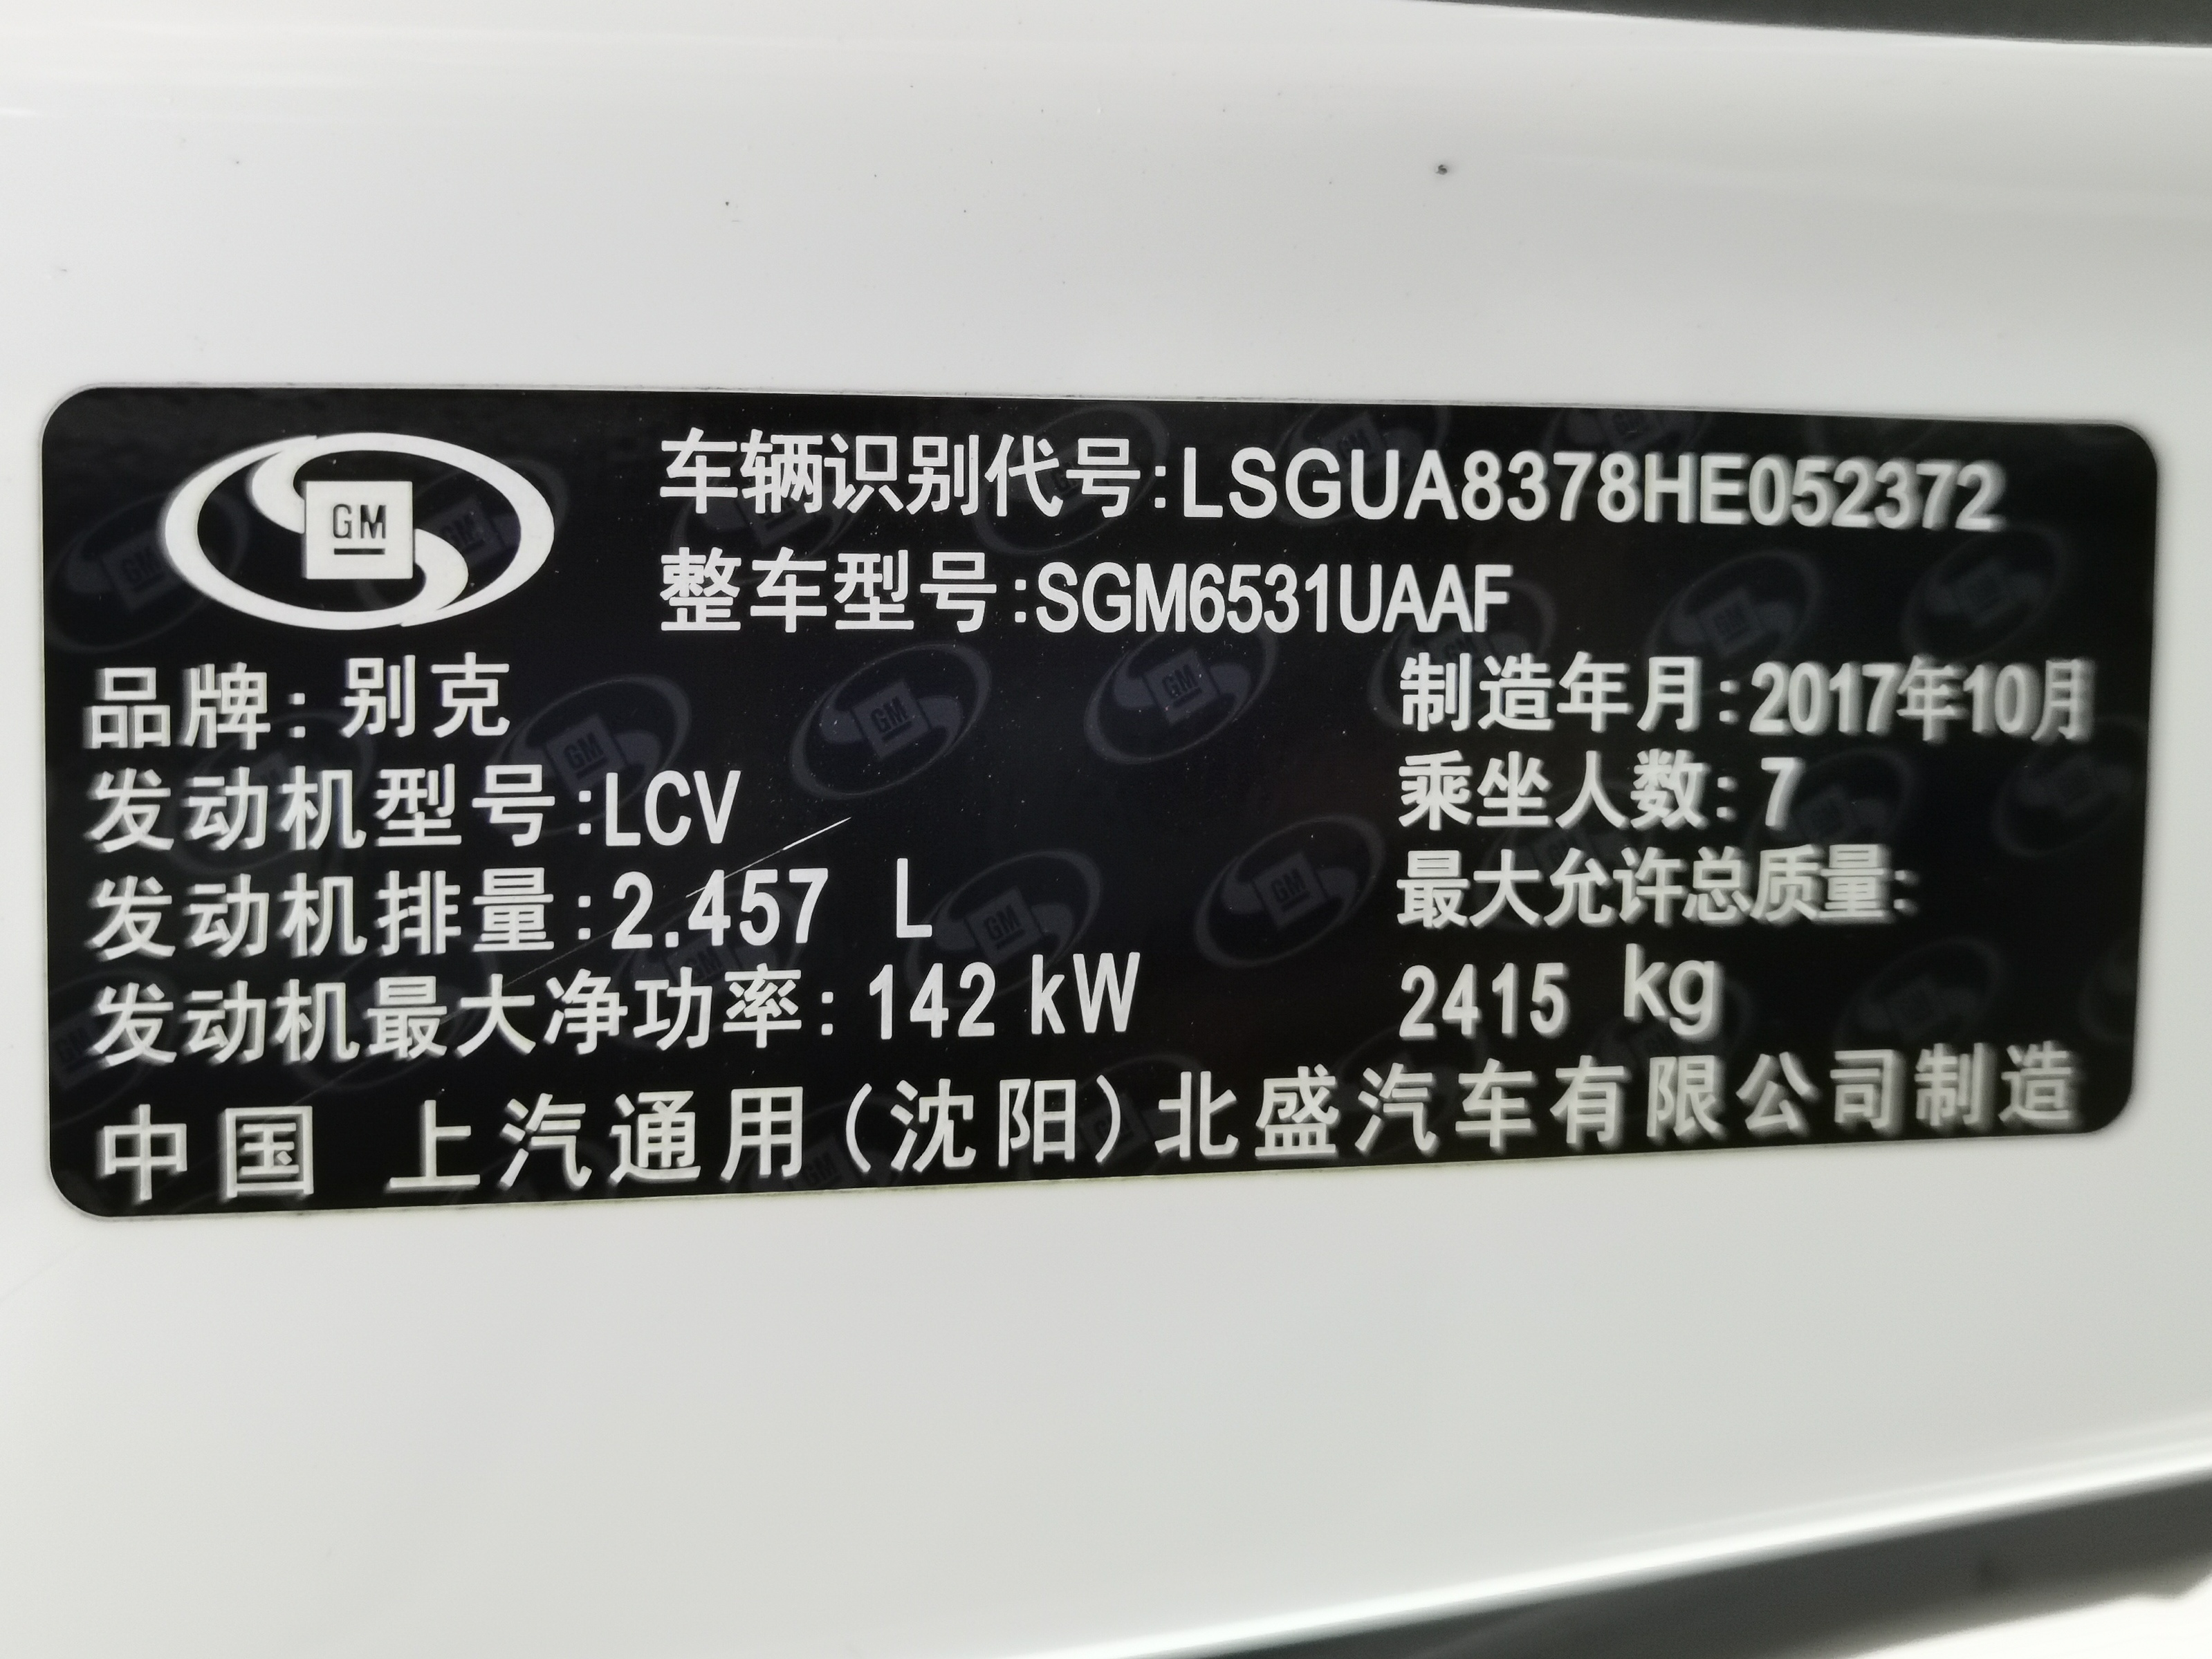 GM
车辆识别代号:LSGUA8378HE052372
整车型号:SGM6531UAAF
品牌:别克
制造年月:2017年10月
发动机型号:LCV
乘坐人数:7
发动机排量:2.457 L
最大允许总质量:
发动机最大净功率:142 kW
2415 kg
中国 上汽通用(沈阳)北盛汽车有限公司制造